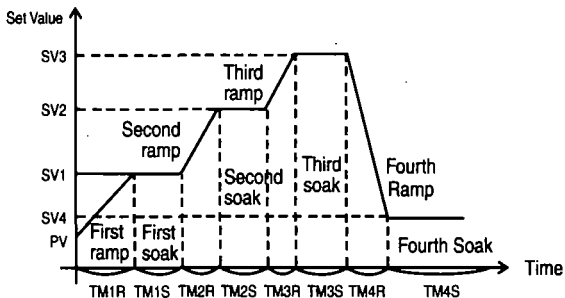 Set Value
SV3
SV2
SV1
SV4
PV
Third
ramp
Second
ramp
Second
soak
Third
soak
Fourth
Ramp
First
ramp
First
soak
Fourth Soak
Time
TM1R TM1S TM2R TM2S TM3R TM3S TM4R TM4S